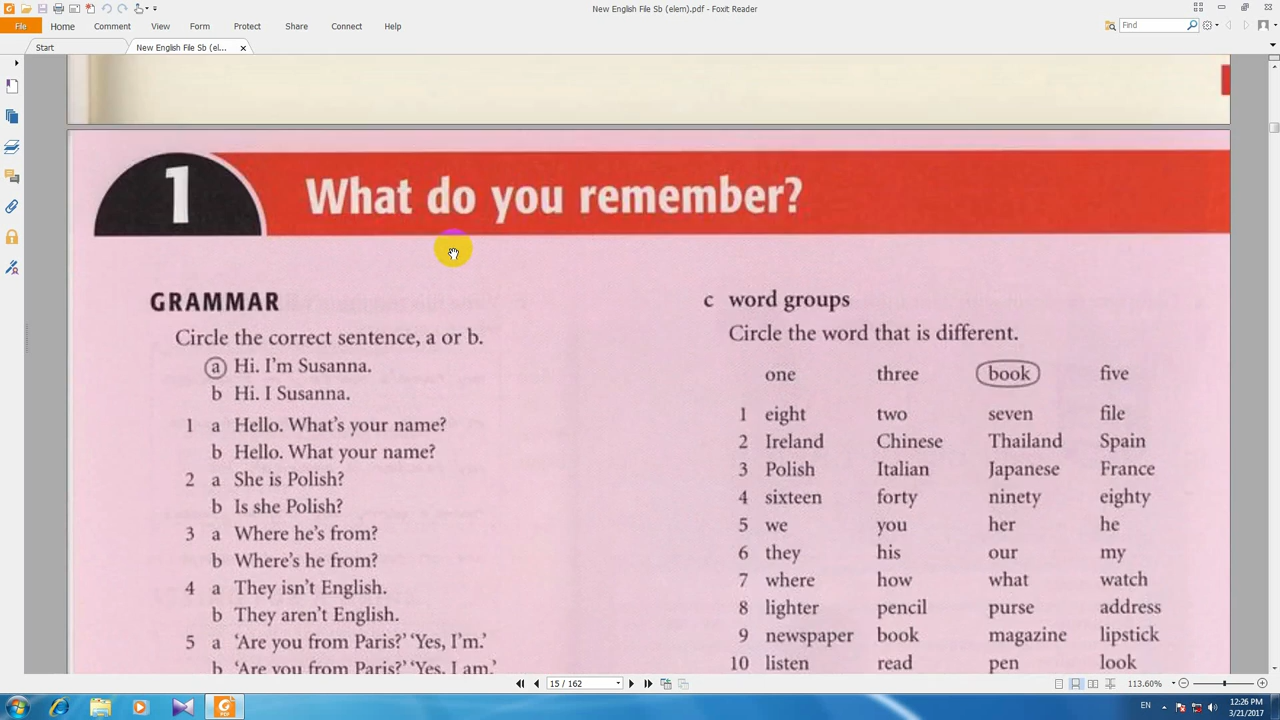 New English File Sb (elem).pdf - Foxit Reader
File Home Comment View Form Protect Share Connect Help
Find
Start New English File Sb (el...
1 What do you remember?
GRAMMAR
Circle the correct sentence, a or b.
a Hi. I'm Susanna.
b Hi. I Susanna.
1 a Hello. What's your name?
b Hello. What your name?
2 a She is Polish?
b Is she Polish?
3 a Where he's from?
b Where's he from?
4 a They isn't English.
b They aren't English.
5 a 'Are you from Paris?' 'Yes, I'm.'
b 'Are you from Paris?' 'Yes, I am.'
c word groups
Circle the word that is different.
one three book five
1 eight two seven file
2 Ireland Chinese Thailand Spain
3 Polish Italian Japanese France
4 sixteen forty ninety eighty
5 we you her he
6 they his our my
7 where how what watch
8 lighter pencil purse address
9 newspaper book magazine lipstick
10 listen read pen look
15 / 162
113.60%
EN
12:26 PM
3/21/2017